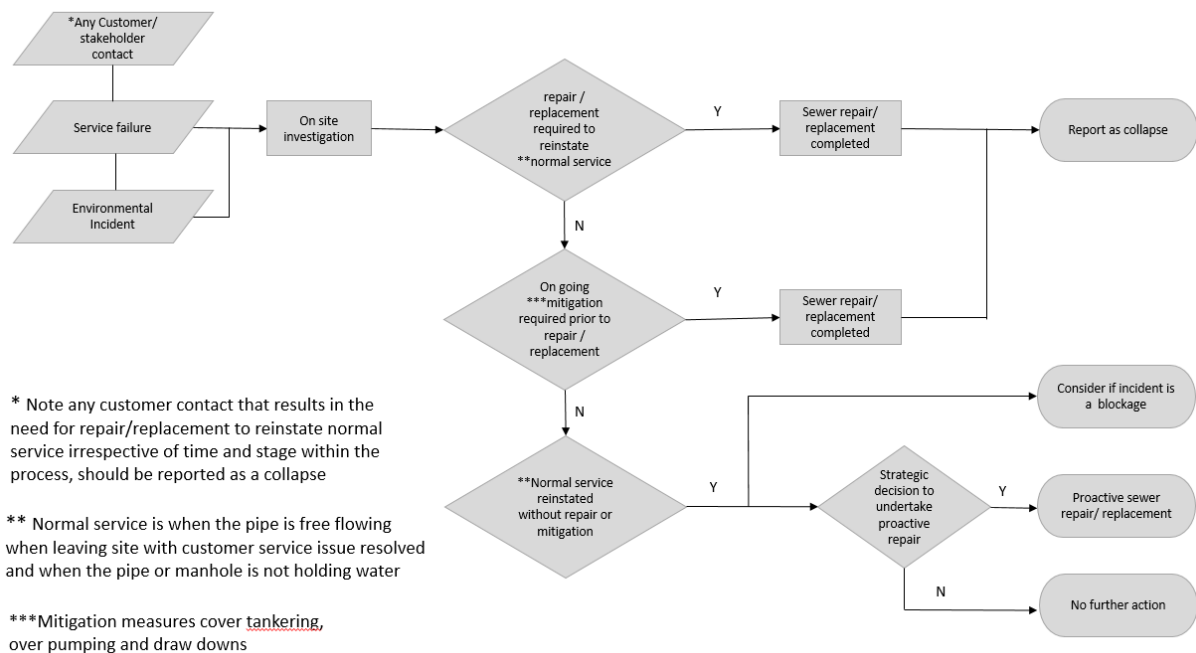 *Any Customer/
stakeholder
contact
Service failure
Environmental
Incident
On site
investigation
repair /
replacement
required to
reinstate
**normal service
Y
Sewer repair/
replacement
completed
Report as collapse
N
On going
***mitigation
required prior to
repair /
replacement
Y
Sewer repair/
replacement
completed
N
**Normal service
reinstated
without repair or
mitigation
Y
Consider if incident is
a blockage
Strategic
decision to
undertake
proactive
repair
Y
Proactive sewer
repair/ replacement
N
No further action
* Note any customer contact that results in the
need for repair/replacement to reinstate normal
service irrespective of time and stage within the
process, should be reported as a collapse
** Normal service is when the pipe is free flowing
when leaving site with customer service issue resolved
and when the pipe or manhole is not holding water
***Mitigation measures cover tankering,
over pumping and draw downs